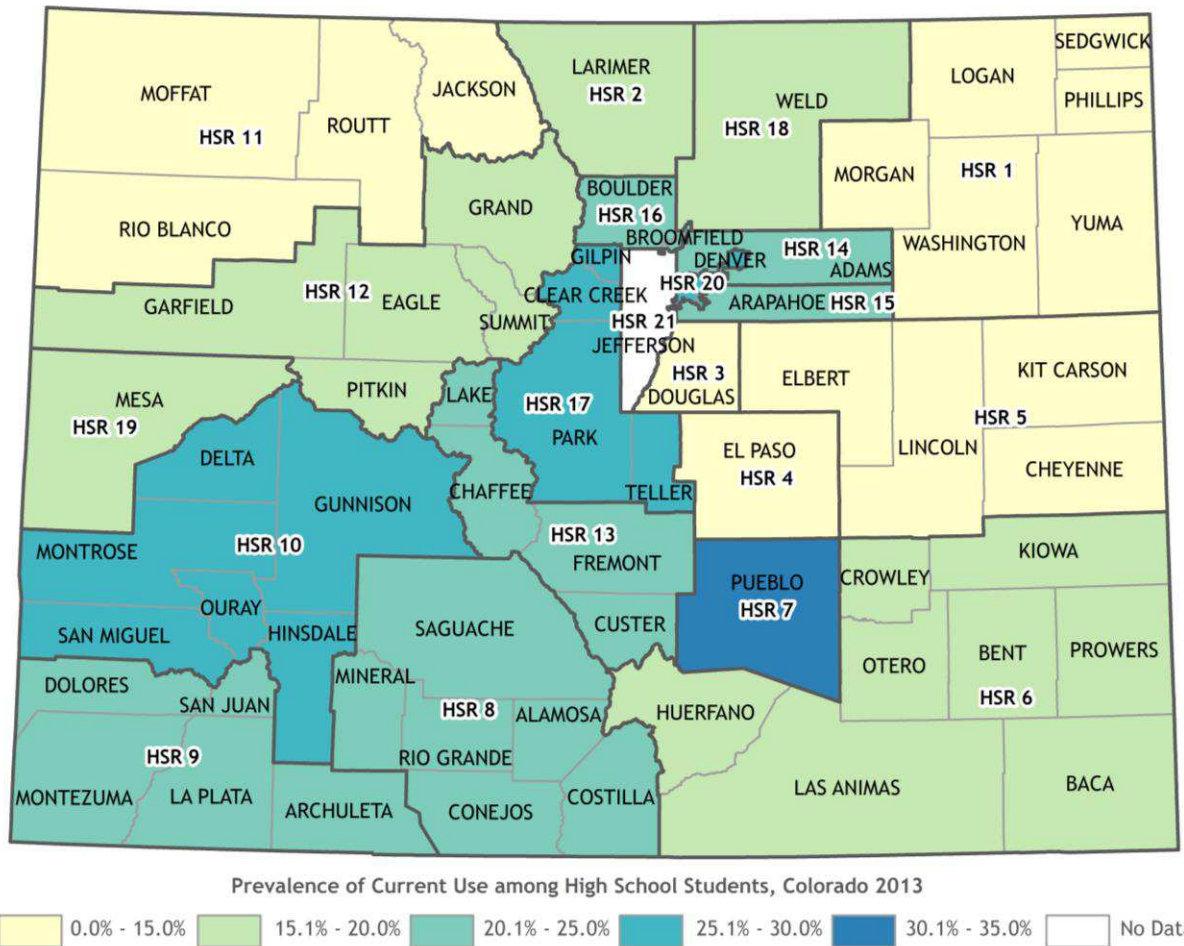 SEDGWICK
LOGAN
LARIMER
JACKSON
MOFFAT
HSR 2
WELD
PHILLIPS
ROUTT
HSR 11
HSR 18
MORGAN
HSR 1
BOULDER
GRAND
HSR 16
YUMA
RIO BLANCO
BROOMFIELD
HSR 14
WASHINGTON
GILPIN
DENVER
ADAMS
HSR 20
HSR 12
CLEAR CREEK
GARFIELD
EAGLE
ARAPAHOE
HSR 15
SUMMIT
HSR 21
JEFFERSON
HSR 3
ELBERT
KIT CARSON
PITKIN
LAKE
DOUGLAS
MESA
HSR 17
HSR 5
HSR 19
PARK
EL PASO
LINCOLN
DELTA
HSR 4
CHEYENNE
CHAFFEE
TELLER
GUNNISON
HSR 13
HSR 10
MONTROSE
KIOWA
FREMONT
PUEBLO
CROWLEY
OURAY
HSR 7
CUSTER
SAN MIGUEL
HINSDALE
SAGUACHE
BENT
PROWERS
OTERO
MINERAL
DOLORES
HSR 6
SAN JUAN
HSR 8
ALAMOSA
HUERFANO
HSR 9
RIO GRANDE
MONTEZUMA
LA PLATA
COSTILLA
LAS ANIMAS
BACA
ARCHULETA
CONEJOS
Prevalence of Current Use among High School Students, Colorado 2013
0.0% - 15.0%
15.1% - 20.0%
20.1% - 25.0%
25.1% - 30.0%
30.1% - 35.0%
No Dat